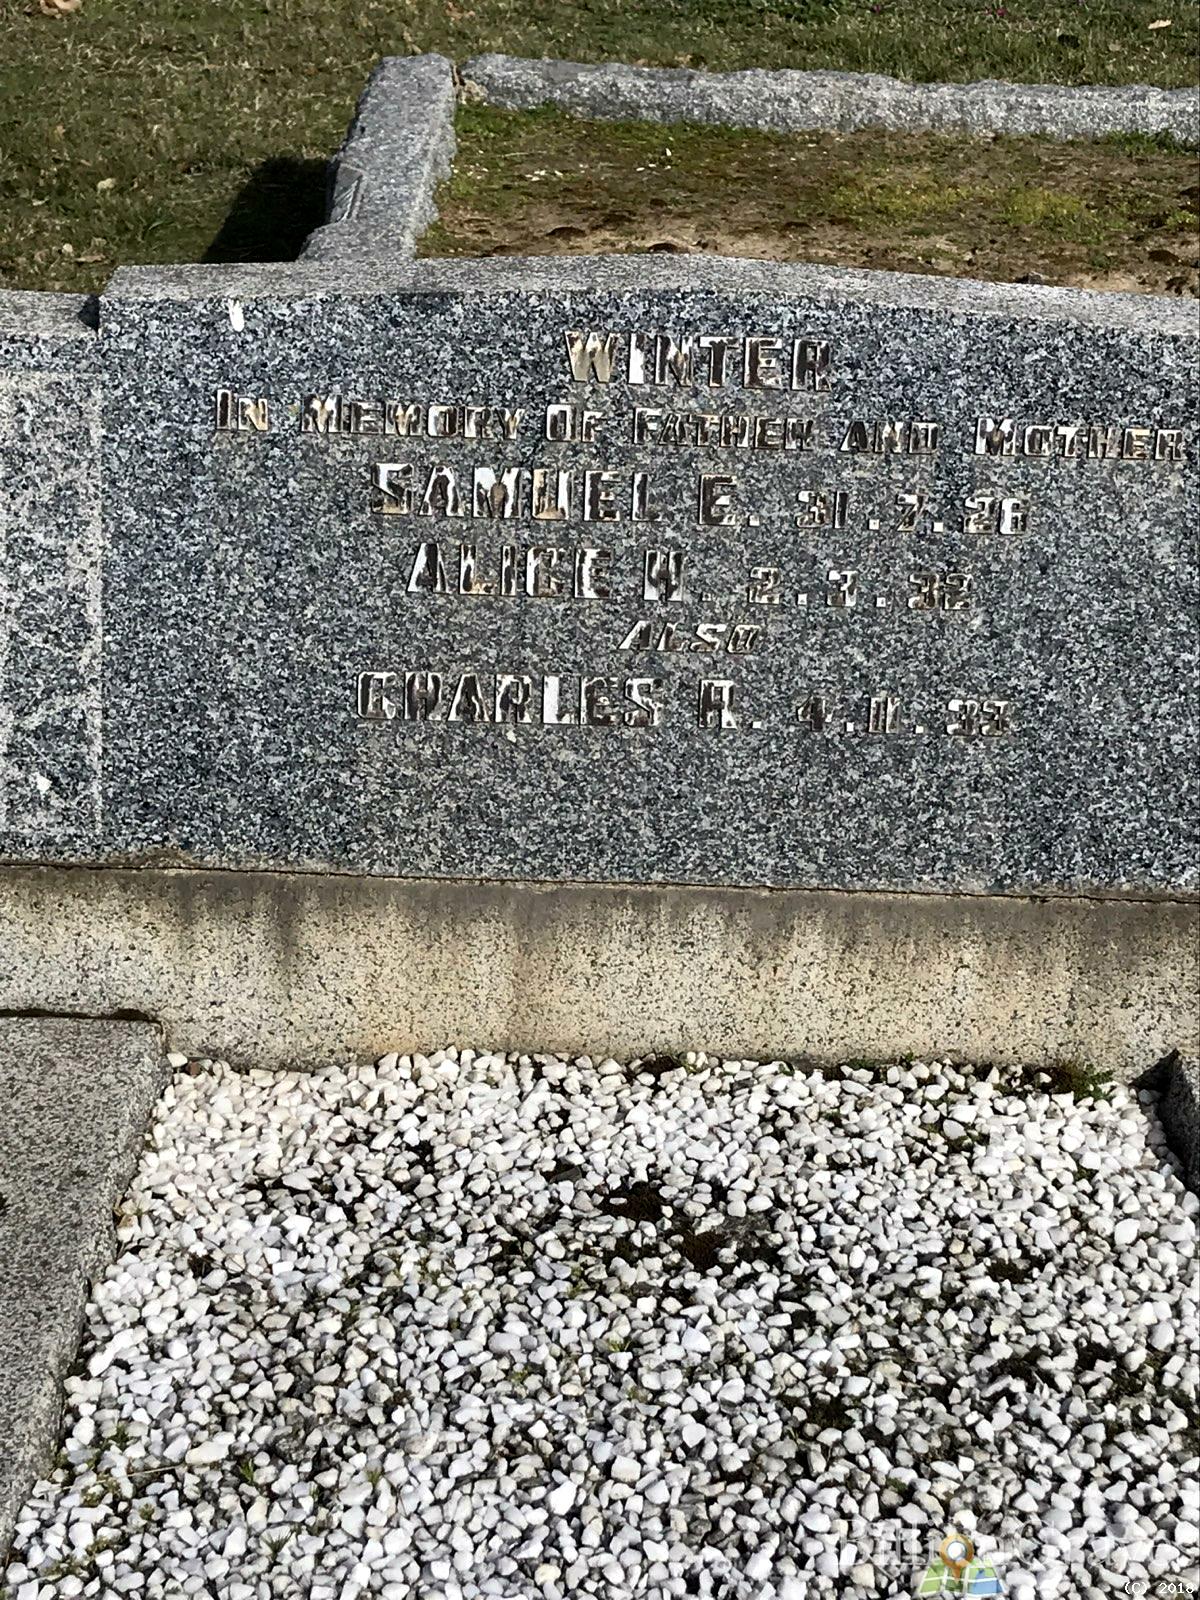 WINTER
IN MEMORY OF FATHER AND MOTHER
SAMUEL E. 31.7.26
ALICE H. 2.3.32
ALSO
CHARLES R. 4.11.33
BillionGraves
(C) 2018